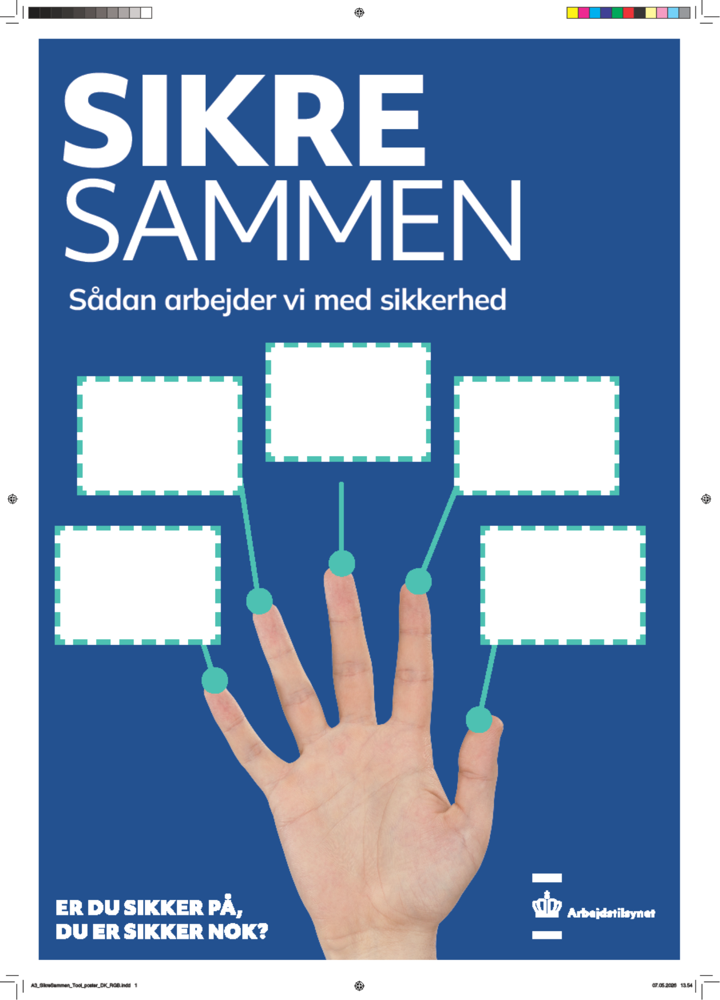 SIKRE
SAMMEN
Sådan arbejder vi med sikkerhed
ER DU SIKKER PÅ,
DU ER SIKKER NOK?
Arbejdstilsynet
A3_SikreSammen_Tool_poster_DK_RGB.indd 1
07.05.2026 13.54